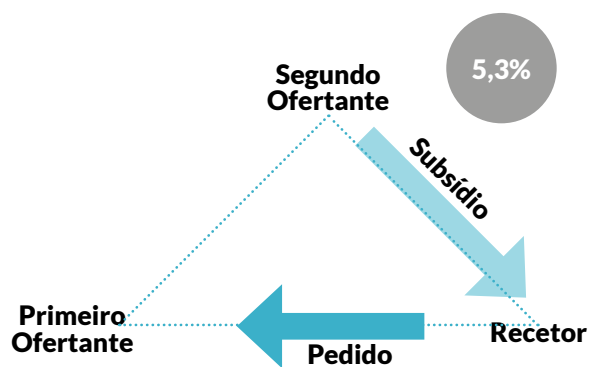 5,3%
Segundo
Ofertante
Subsídio
Primeiro
Ofertante
Recetor
Pedido